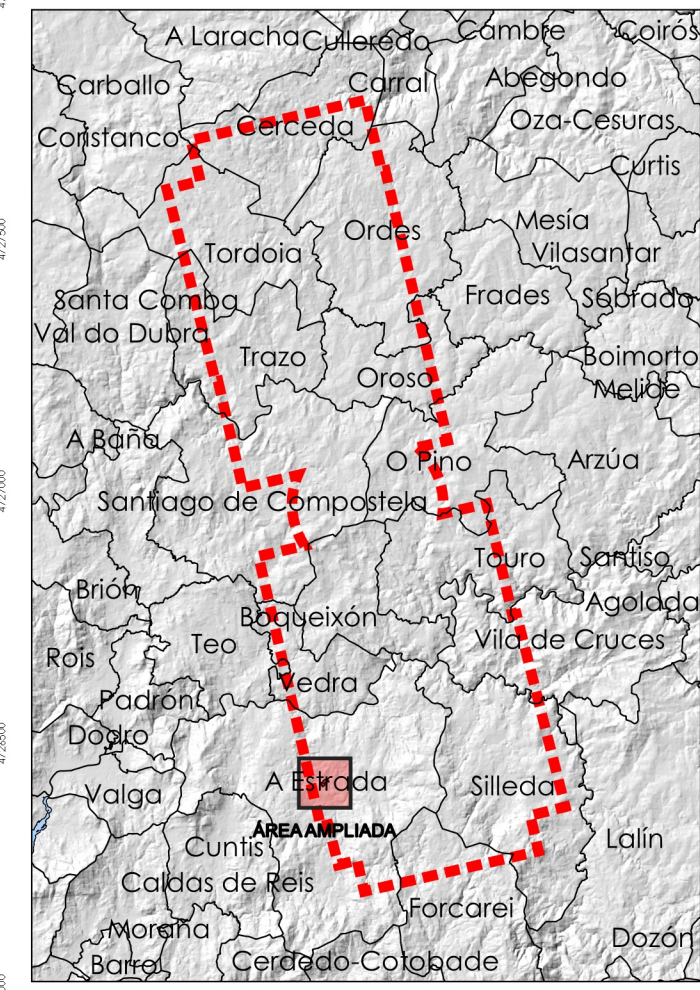 A Laracha
Culleredo
Cambre
Coirós
Carballo
Carral
Abegondo
Oza-Cesuras
Cerceda
Coristanco
Curtis
4727500
Ordes
Mesía
Tordoia
Vilasantar
Santa Comba
Frades
Sobrado
Val do Dubra
Trazo
Boimorto
Oroso
Melide
A Baña
O Pino
Arzúa
4727000
Santiago de Compostela
Touro
Santiso
Brión
Agolada
Boqueixón
Teo
Vila de Cruces
Rois
Vedra
Padrón
Dodro
4726500
A Estrada
Silleda
Valga
ÁREA AMPLIADA
Cuntis
Lalín
Caldas de Reis
Forcarei
Moraña
Dozón
Barro
Cerdedo-Cotobade